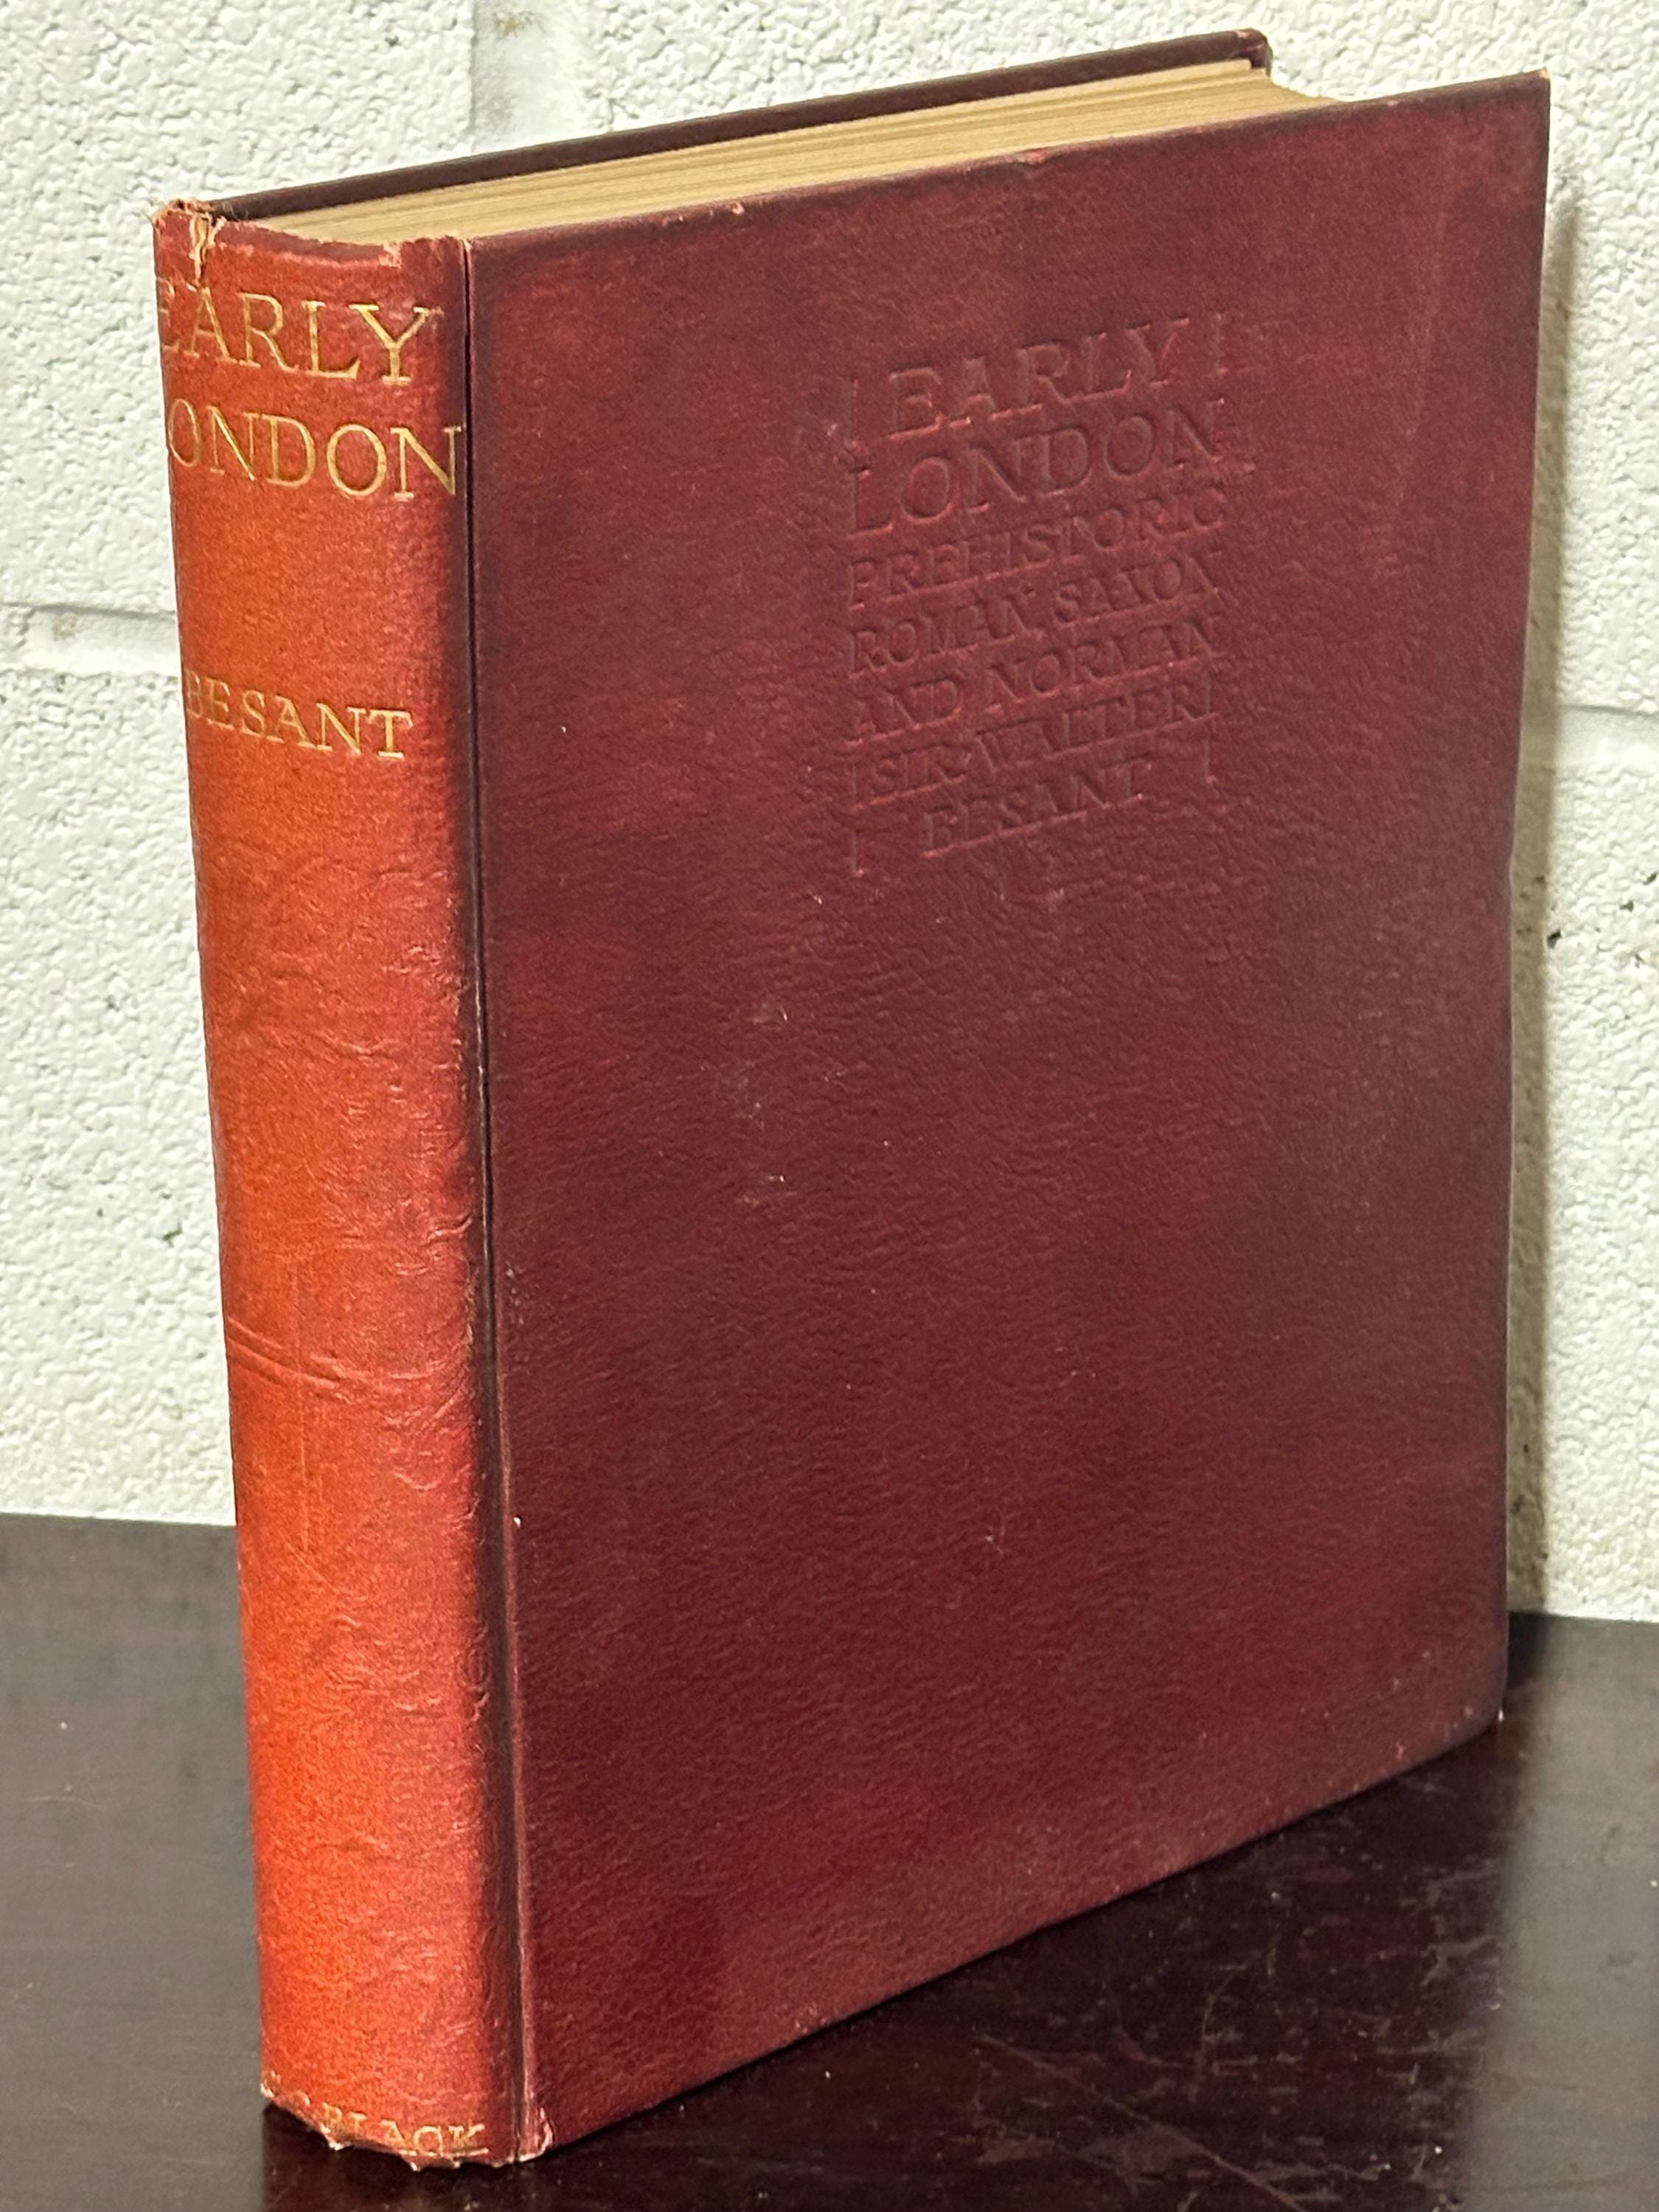 EARLY
LONDON
BESANT
BLACK
EARLY
LONDON
PREHISTORIC
ROMAN, SAXON
AND NORMAN
SIR WALTER
BESANT